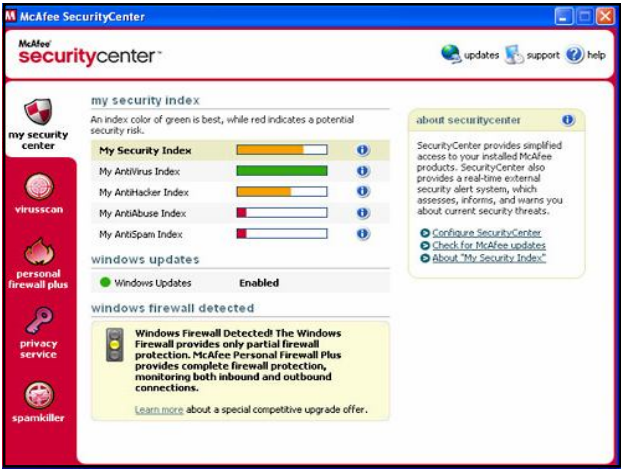 McAfee SecurityCenter
McAfee
securitycenter
updates
support
help
my security
center
virusscan
personal
firewall plus
privacy
service
spamkiller
my security index
An index color of green is best, while red indicates a potential
security risk.
My Security Index
My AntiVirus Index
My AntiHacker Index
My AntiAbuse Index
My AntiSpam Index
windows updates
Windows Updates Enabled
windows firewall detected
Windows Firewall Detected! The Windows
Firewall provides only partial firewall
protection. McAfee Personal Firewall Plus
provides complete firewall protection,
monitoring both inbound and outbound
connections.
Learn more about a special competitive upgrade offer.
about securitycenter
SecurityCenter provides simplified
access to your installed McAfee
products. SecurityCenter also
provides a real-time external
security alert system, which
assesses, informs, and warns you
about current security threats.
Configure SecurityCenter
Check for McAfee updates
About "My Security Index"